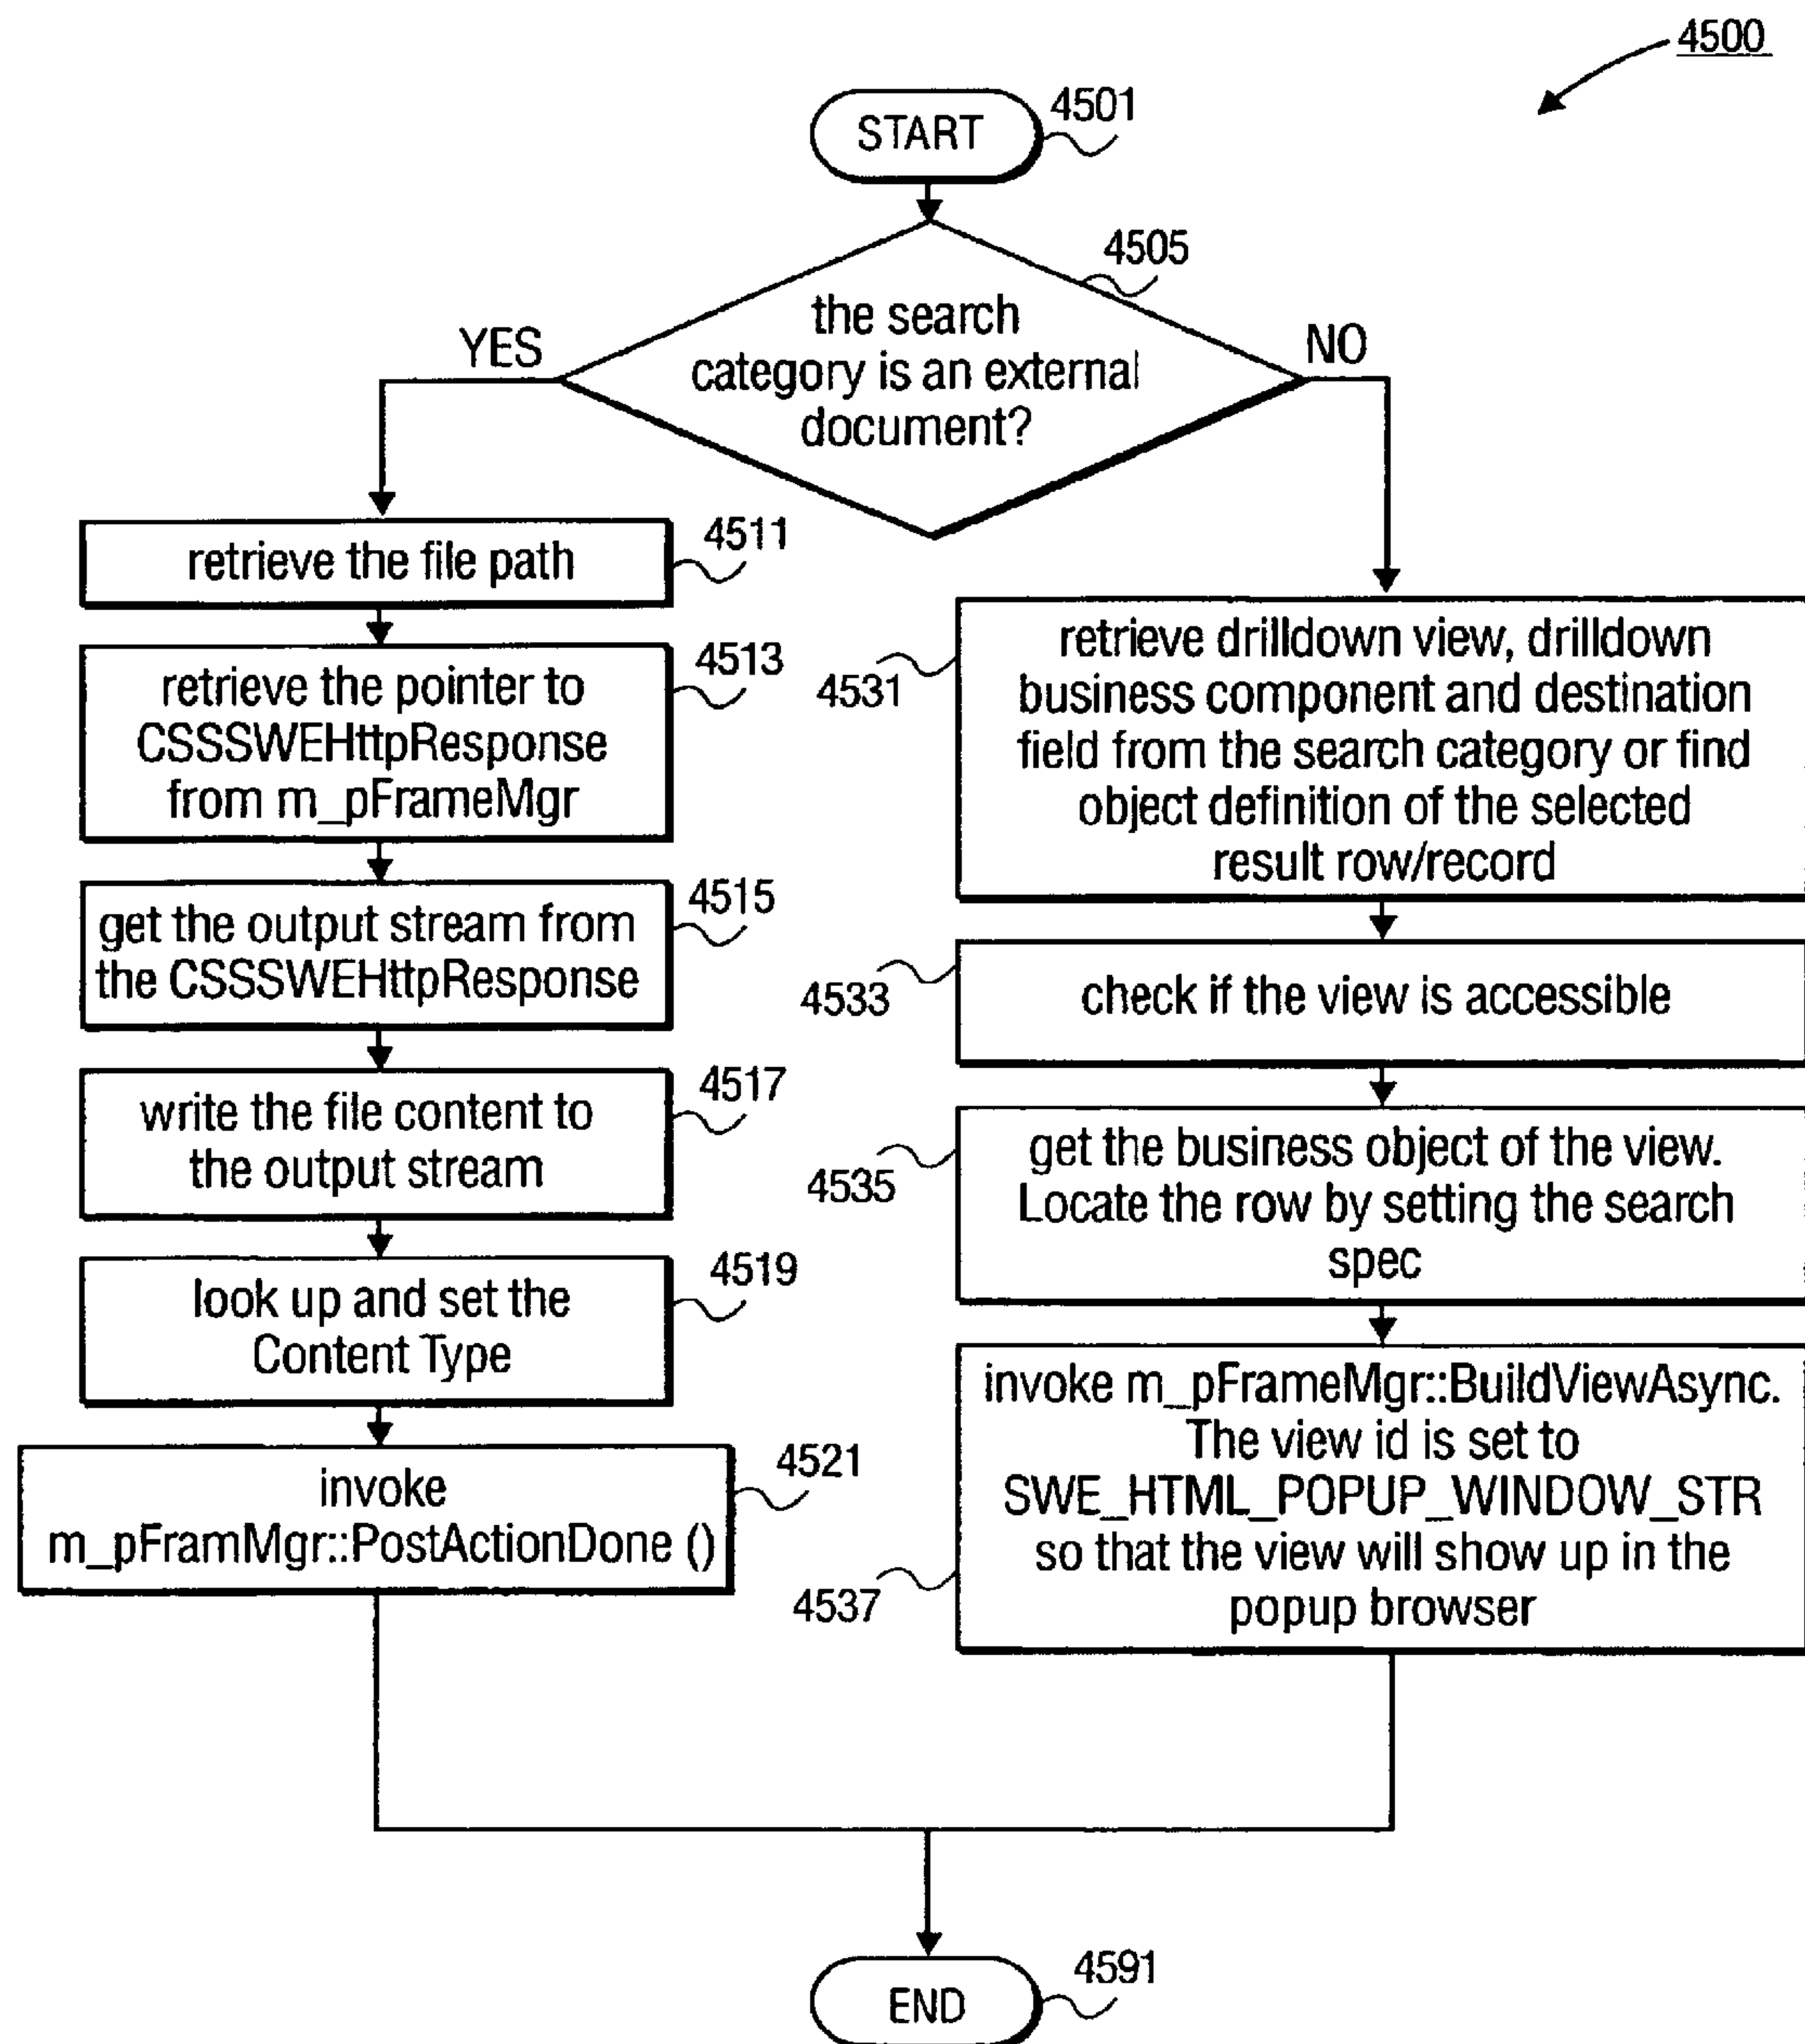 4500
START
4501
4505
the search
category is an external
document?
YES
NO
retrieve the file path
4511
retrieve the pointer to
CSSSWEHttpResponse
from m_pFrameMgr
4513
get the output stream from
the CSSSWEHttpResponse
4515
write the file content to
the output stream
4517
look up and set the
Content Type
4519
invoke
m_pFramMgr::PostActionDone ()
4521
retrieve drilldown view, drilldown
business component and destination
field from the search category or find
object definition of the selected
result row/record
4531
check if the view is accessible
4533
get the business object of the view.
Locate the row by setting the search
spec
4535
invoke m_pFrameMgr::BuildViewAsync.
The view id is set to
SWE_HTML_POPUP_WINDOW_STR
so that the view will show up in the
popup browser
4537
END
4591